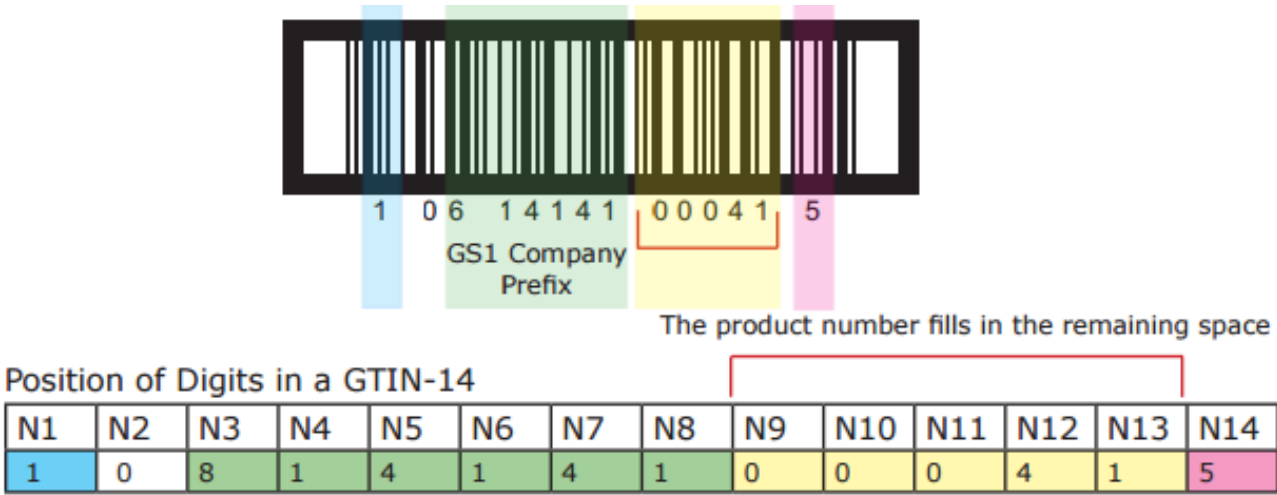 1 0 6 1 4 1 4 1 0 0 0 4 1 5
GS1 Company
Prefix
The product number fills in the remaining space
Position of Digits in a GTIN-14
N1 N2 N3 N4 N5 N6 N7 N8 N9 N10 N11 N12 N13 N14
1 0 8 1 4 1 4 1 0 0 0 4 1 5